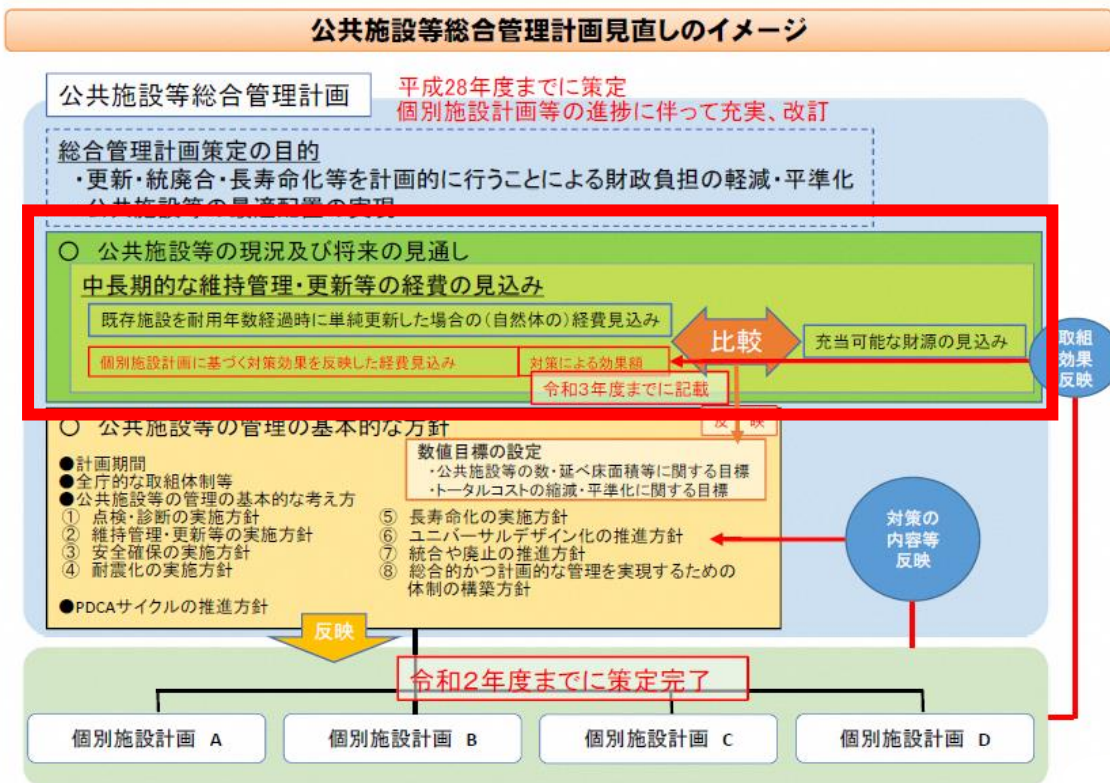 公共施設等総合管理計画見直しのイメージ
公共施設等総合管理計画
平成28年度までに策定
個別施設計画等の進捗に伴って充実、改訂
総合管理計画策定の目的
・更新・統廃合・長寿命化等を計画的に行うことによる財政負担の軽減・平準化
公共施設等の最適配置の実現
○ 公共施設等の現況及び将来の見通し
中長期的な維持管理・更新等の経費の見込み
既存施設を耐用年数経過時に単純更新した場合の(自然体の)経費見込み
比較
充当可能な財源の見込み
個別施設計画に基づく対策効果を反映した経費見込み
対策による効果額
令和3年度までに記載
取組
効果
反映
○ 公共施設等の管理の基本的な方針
反 映
数値目標の設定
・公共施設等の数・延べ床面積等に関する目標
・トータルコストの縮減・平準化に関する目標
●計画期間
●全庁的な取組体制等
●公共施設等の管理の基本的な考え方
① 点検・診断の実施方針
② 維持管理・更新等の実施方針
③ 安全確保の実施方針
④ 耐震化の実施方針
⑤ 長寿命化の実施方針
⑥ ユニバーサルデザイン化の推進方針
⑦ 統合や廃止の推進方針
⑧ 総合的かつ計画的な管理を実現するための
体制の構築方針
●PDCAサイクルの推進方針
対策の
内容等
反映
反映
令和2年度までに策定完了
個別施設計画 A
個別施設計画 B
個別施設計画 C
個別施設計画 D